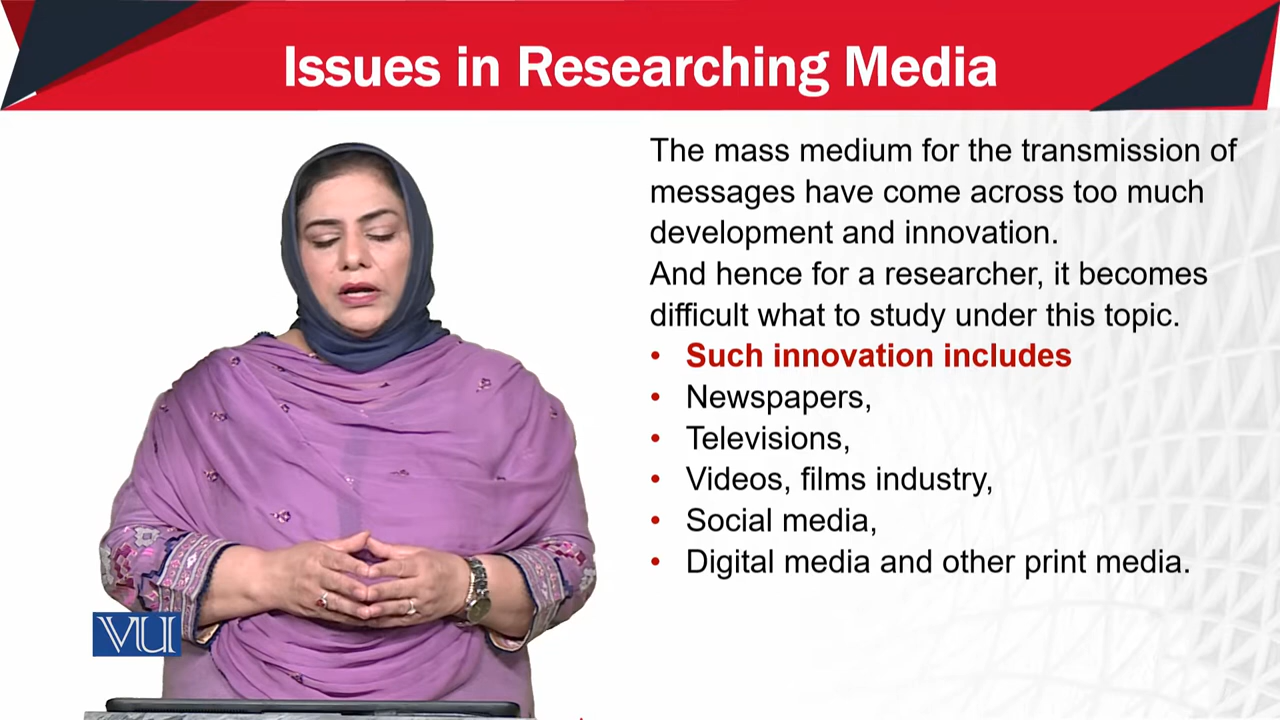 Issues in Researching Media
The mass medium for the transmission of
messages have come across too much
development and innovation.
And hence for a researcher, it becomes
difficult what to study under this topic.
• Such innovation includes
• Newspapers,
• Televisions,
• Videos, films industry,
• Social media,
• Digital media and other print media.
VU